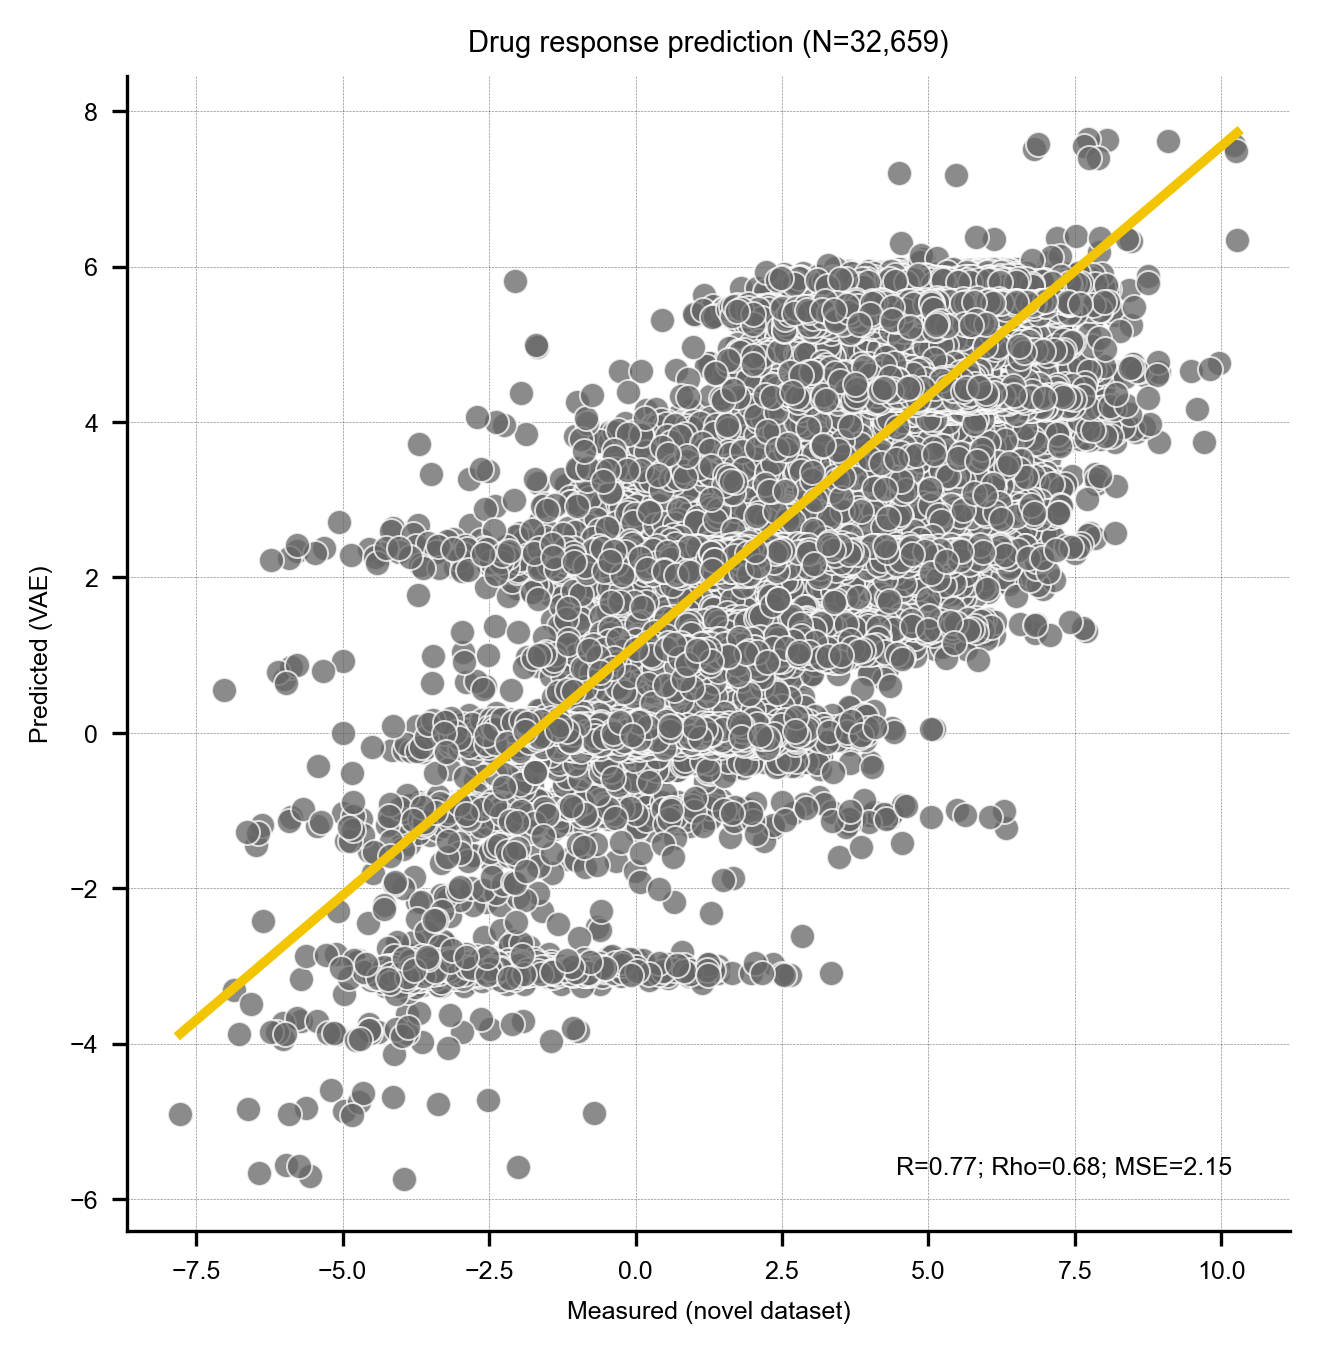 Drug response prediction (N=32,659)
8
6
4
2
0
−2
−4
−6
Predicted (VAE)
R=0.77; Rho=0.68; MSE=2.15
−7.5 −5.0 −2.5 0.0 2.5 5.0 7.5 10.0
Measured (novel dataset)